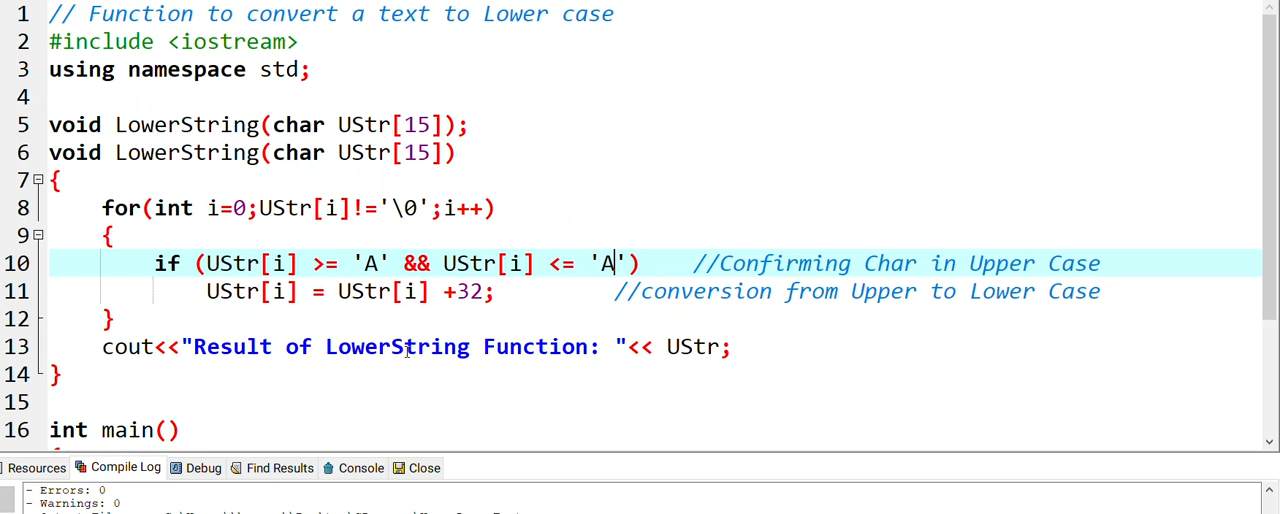 1 // Function to convert a text to Lower case
2 #include <iostream>
3 using namespace std;
4
5 void LowerString(char UStr[15]);
6 void LowerString(char UStr[15])
7 {
8 for(int i=0;UStr[i]!='\0';i++)
9 {
10 if (UStr[i] >= 'A' && UStr[i] <= 'A') //Confirming Char in Upper Case
11 UStr[i] = UStr[i] +32; //conversion from Upper to Lower Case
12 }
13 cout<<"Result of LowerString Function: "<< UStr;
14 }
15
16 int main()
Resources Compile Log Debug Find Results Console Close
- Errors: 0
- Warnings: 0